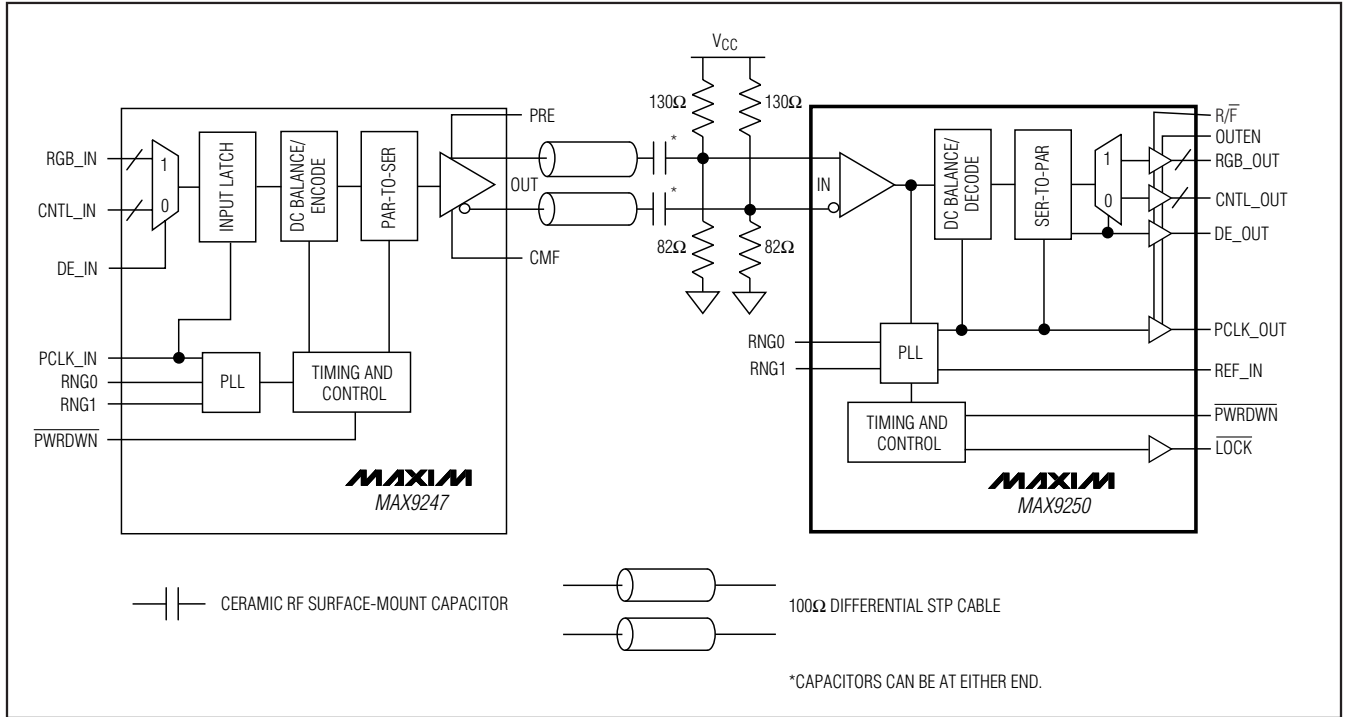 VCC
130Ω 130Ω
PRE
*
OUT
*
82Ω 82Ω
CMF
RGB_IN
CNTL_IN
DE_IN
PCLK_IN
RNG0
RNG1
PWRDWN
1
0
INPUT LATCH
DC BALANCE/
ENCODE
PAR-TO-SER
PLL
TIMING AND
CONTROL
MAXIM
MAX9247
IN
DC BALANCE/
DECODE
SER-TO-PAR
1
0
R/F
OUTEN
RGB_OUT
CNTL_OUT
DE_OUT
PCLK_OUT
RNG0
RNG1
PLL
REF_IN
TIMING AND
CONTROL
PWRDWN
LOCK
MAXIM
MAX9250
CERAMIC RF SURFACE-MOUNT CAPACITOR
100Ω DIFFERENTIAL STP CABLE
*CAPACITORS CAN BE AT EITHER END.